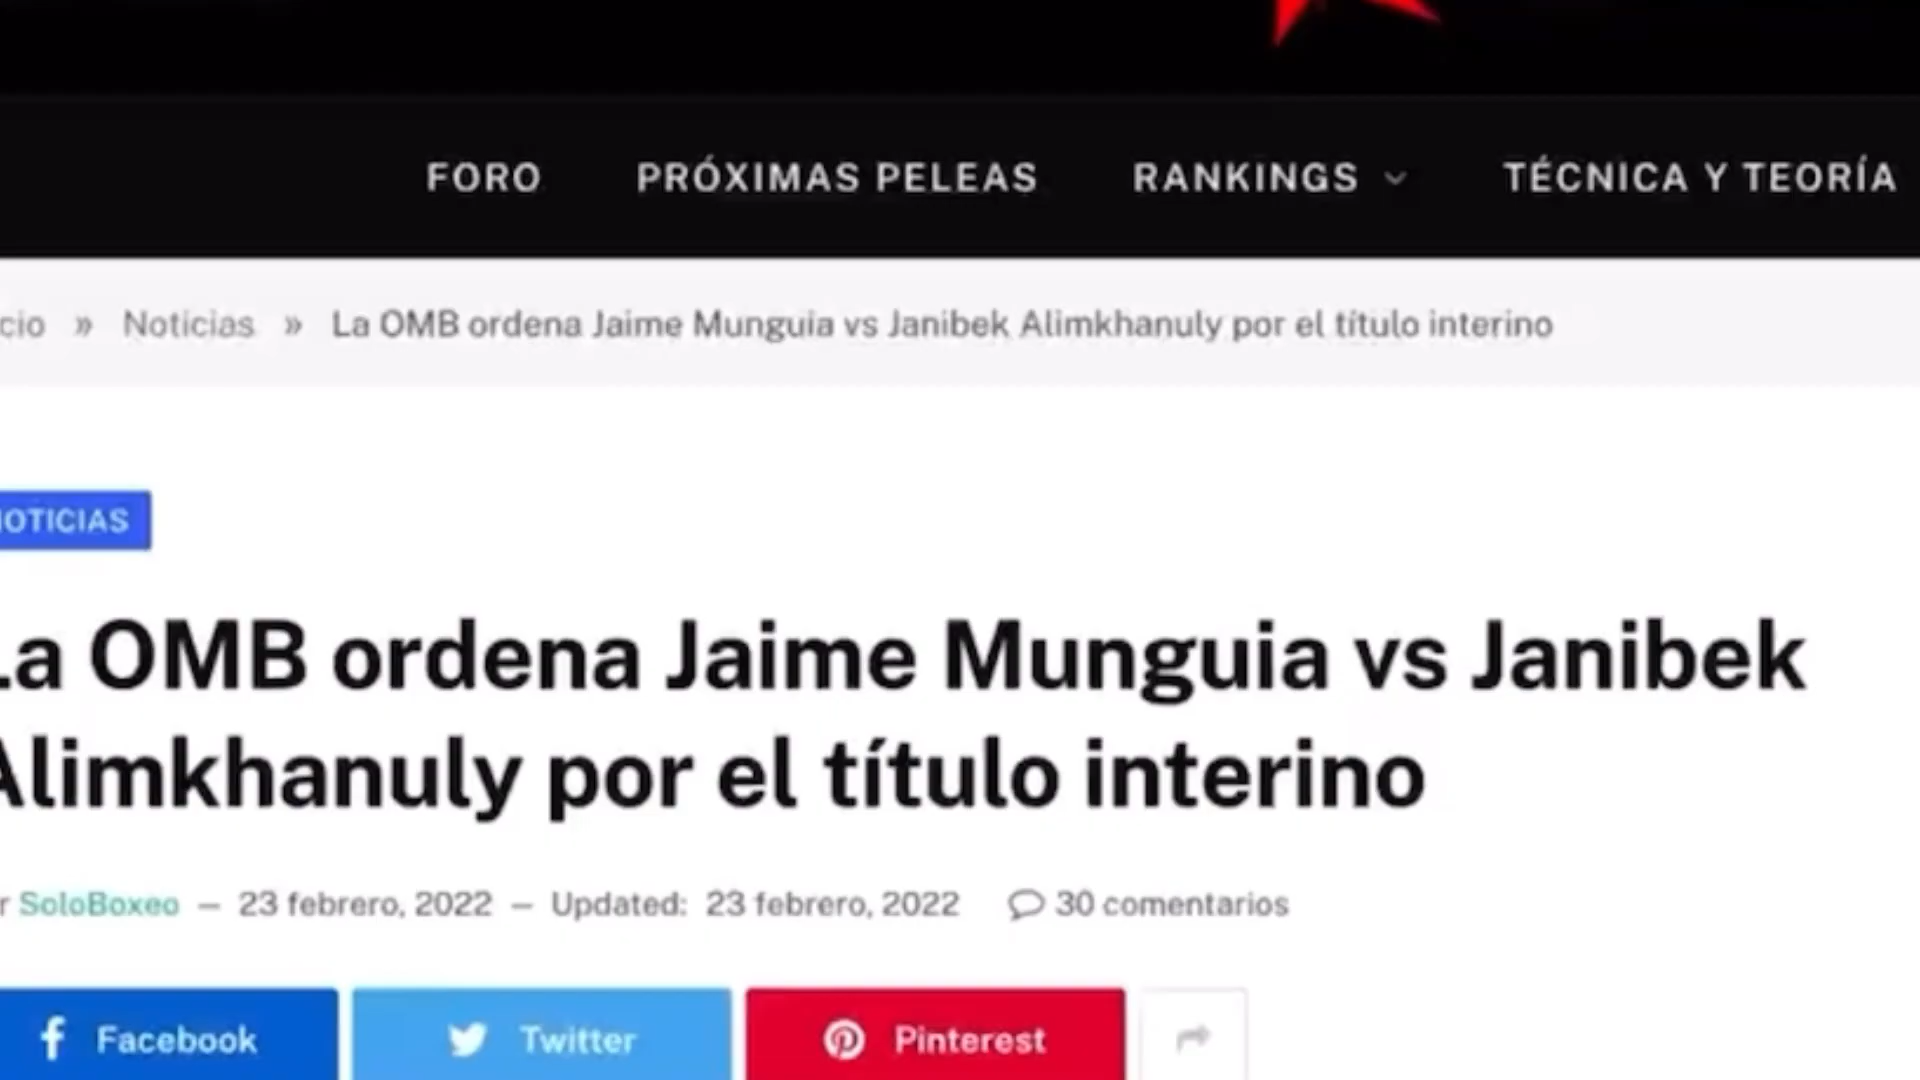 FORO PRÓXIMAS PELEAS RANKINGS TÉCNICA Y TEORÍA
cio » Noticias » La OMB ordena Jaime Munguia vs Janibek Alimkhanuly por el título interino
NOTICIAS
La OMB ordena Jaime Munguia vs Janibek
Alimkhanuly por el título interino
r SoloBoxeo — 23 febrero, 2022 — Updated: 23 febrero, 2022 30 comentarios
Facebook Twitter Pinterest